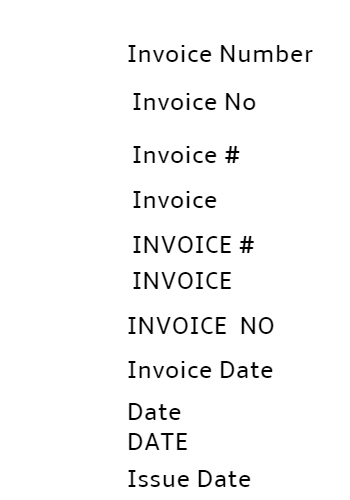 Invoice Number
Invoice No
Invoice #
Invoice
INVOICE #
INVOICE
INVOICE NO
Invoice Date
Date
DATE
Issue Date